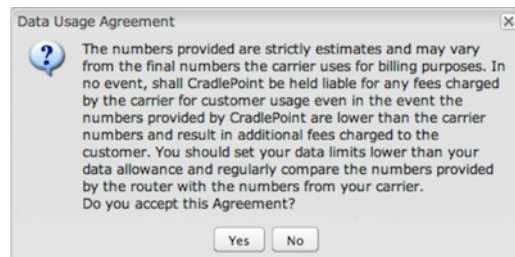 Data Usage Agreement
The numbers provided are strictly estimates and may vary
from the final numbers the carrier uses for billing purposes. In
no event, shall CradlePoint be held liable for any fees charged
by the carrier for customer usage even in the event the
numbers provided by CradlePoint are lower than the carrier
numbers and result in additional fees charged to the
customer. You should set your data limits lower than your
data allowance and regularly compare the numbers provided
by the router with the numbers from your carrier.
Do you accept this Agreement?
Yes No